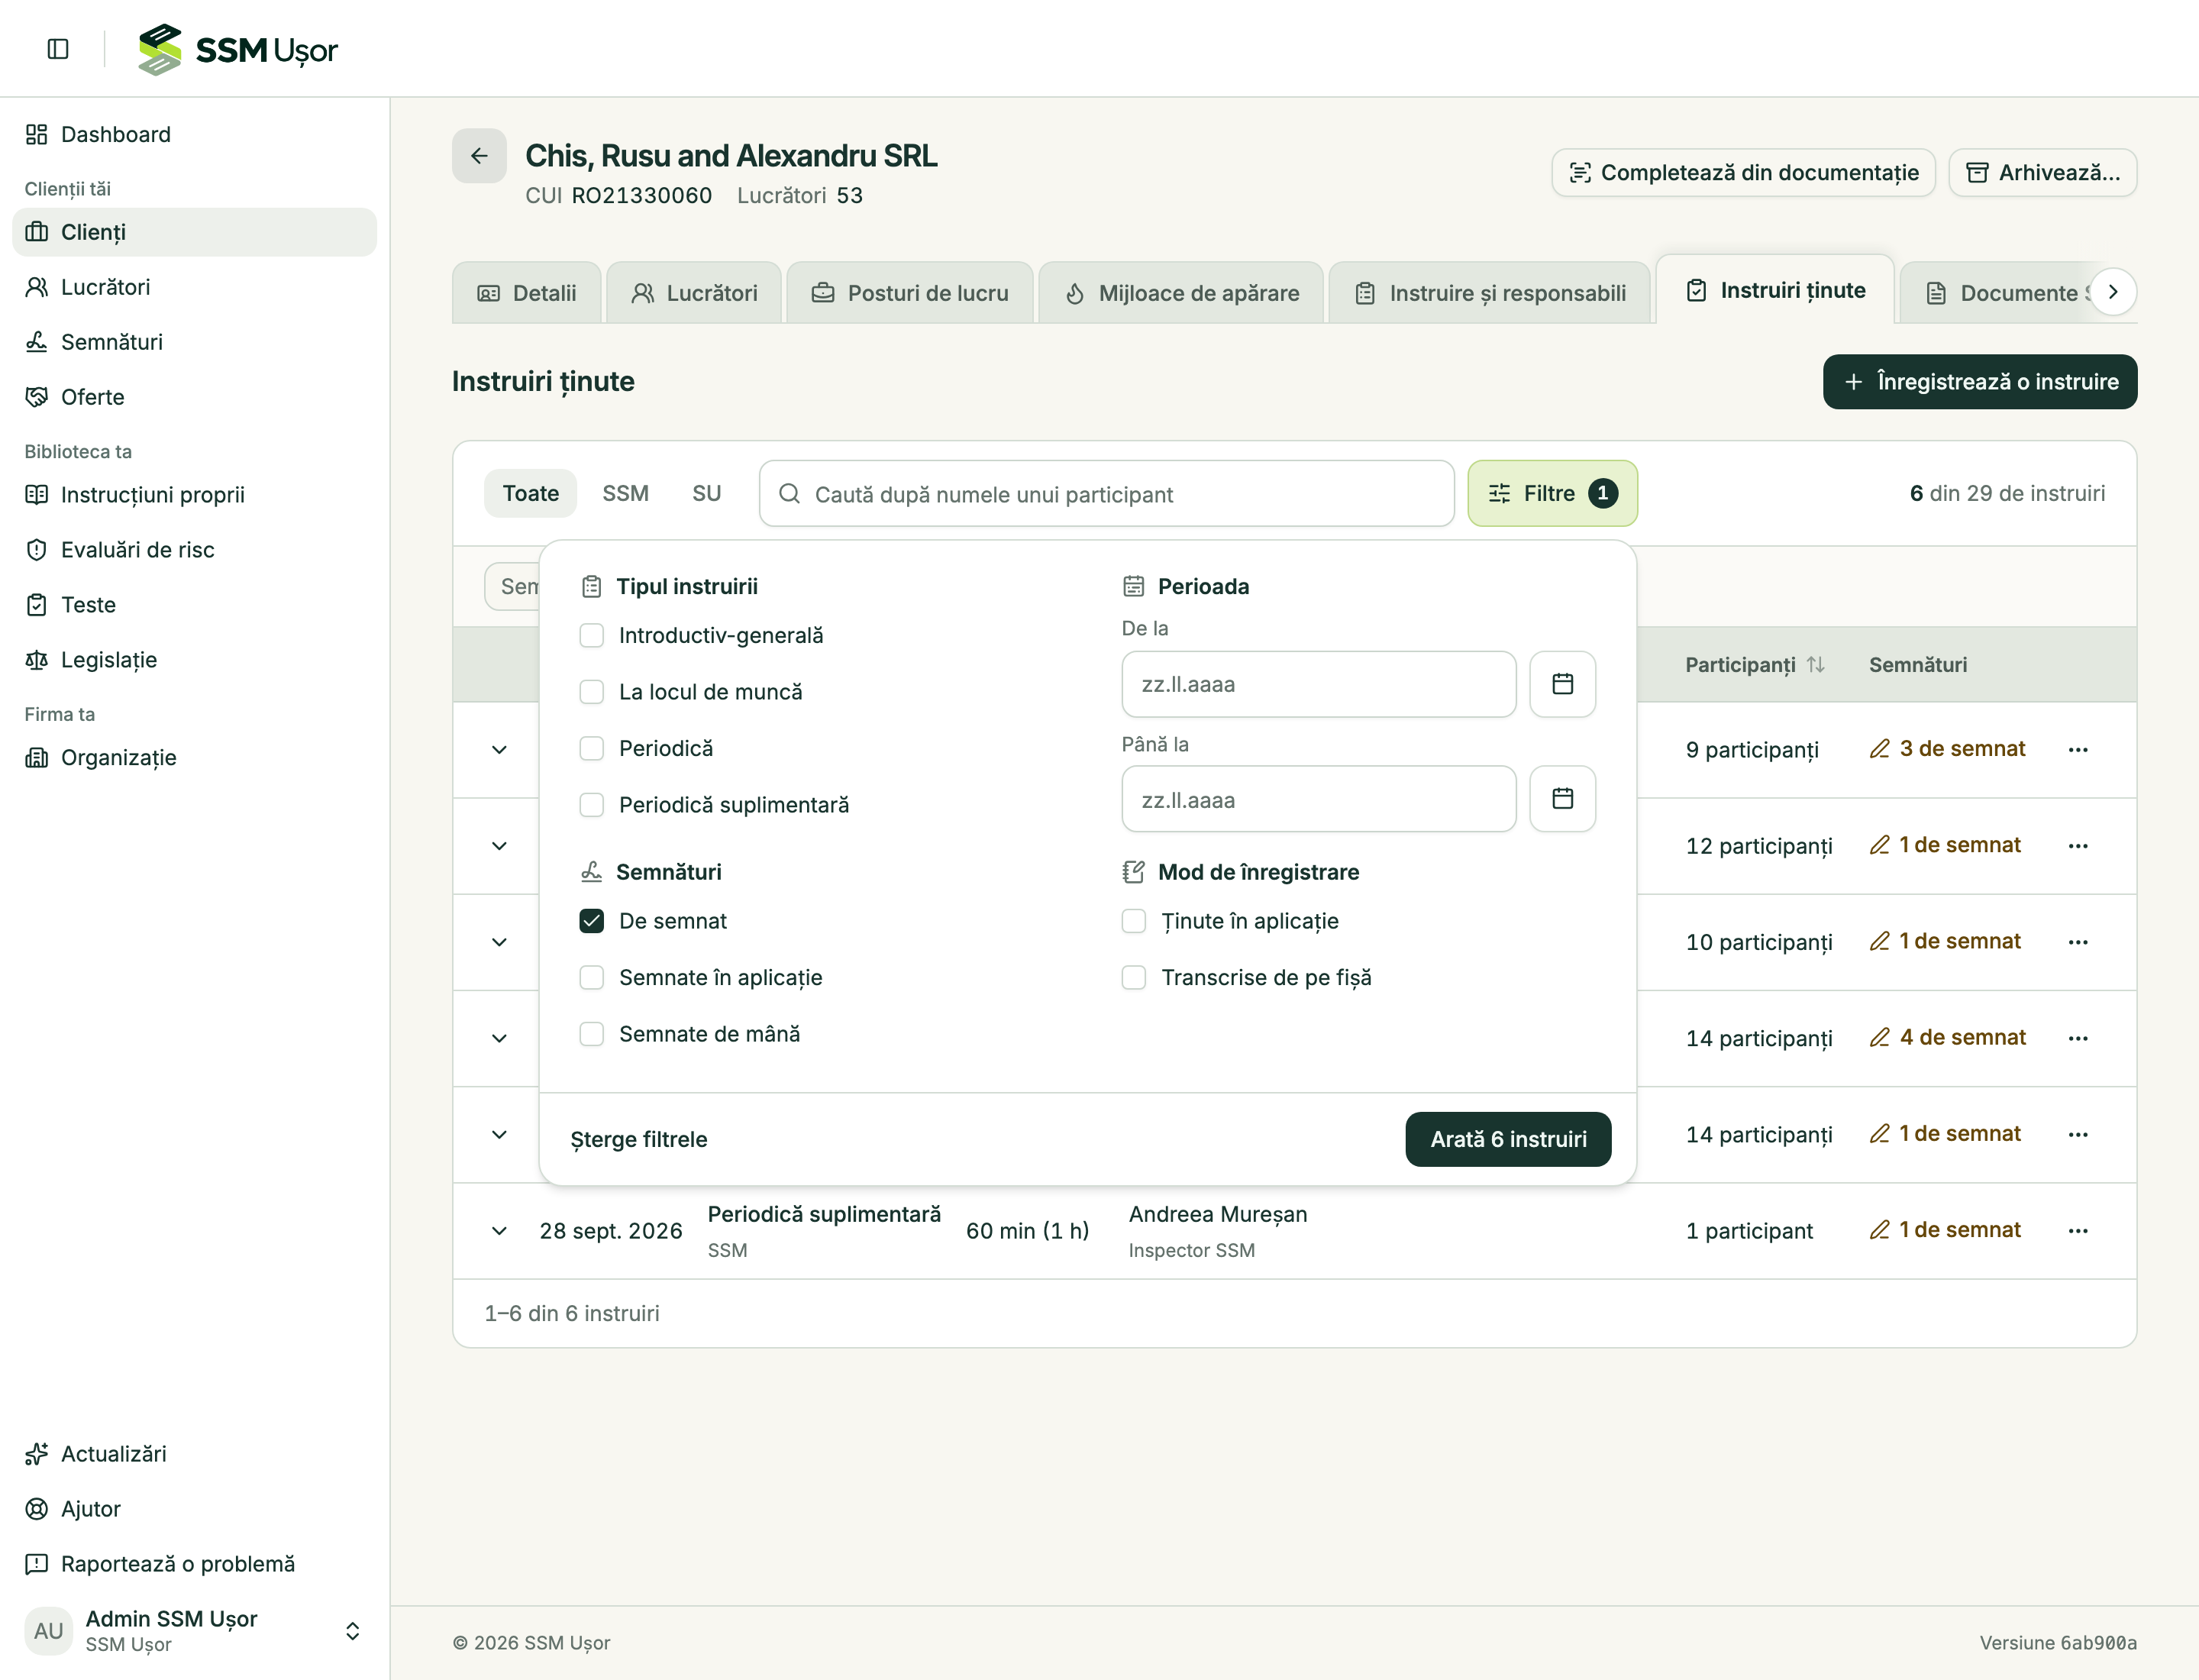 SSM Ușor
Dashboard
Clienții tăi
Clienți
Lucrători
Semnături
Oferte
Biblioteca ta
Instrucțiuni proprii
Evaluări de risc
Teste
Legislație
Firma ta
Organizație
Actualizări
Ajutor
Raportează o problemă
AU
Admin SSM Ușor
SSM Ușor
Chis, Rusu and Alexandru SRL
CUI RO21330060 Lucrători 53
Completează din documentație
Arhivează...
Detalii
Lucrători
Posturi de lucru
Mijloace de apărare
Instruire și responsabili
Instruiri ținute
Documente
Instruiri ținute
+ Înregistrează o instruire
Toate
SSM
SU
Caută după numele unui participant
Filtre 1
6 din 29 de instruiri
Tipul instruirii
Introductiv-generală
La locul de muncă
Periodică
Periodică suplimentară
Semnături
De semnat
Semnate în aplicație
Semnate de mână
Perioada
De la
zz.ll.aaaa
Până la
zz.ll.aaaa
Mod de înregistrare
Ținute în aplicație
Transcrise de pe fișă
Șterge filtrele
Arată 6 instruiri
Participanți
Semnături
9 participanți 3 de semnat
12 participanți 1 de semnat
10 participanți 1 de semnat
14 participanți 4 de semnat
14 participanți 1 de semnat
28 sept. 2026
Periodică suplimentară
SSM
60 min (1 h)
Andreea Mureșan
Inspector SSM
1 participant 1 de semnat
1–6 din 6 instruiri
© 2026 SSM Ușor
Versiune 6ab900a